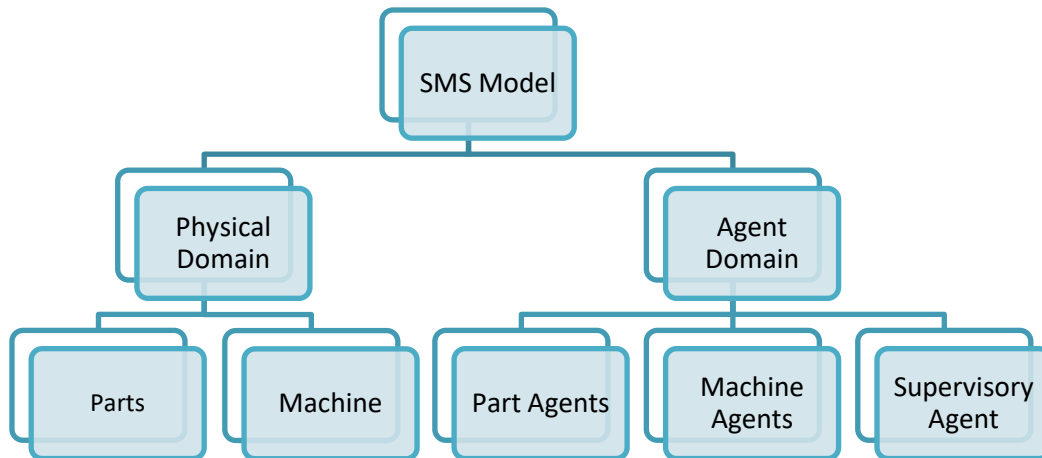 SMS Model
Physical
Domain
Agent
Domain
Parts
Machine
Part Agents
Machine
Agents
Supervisory
Agent